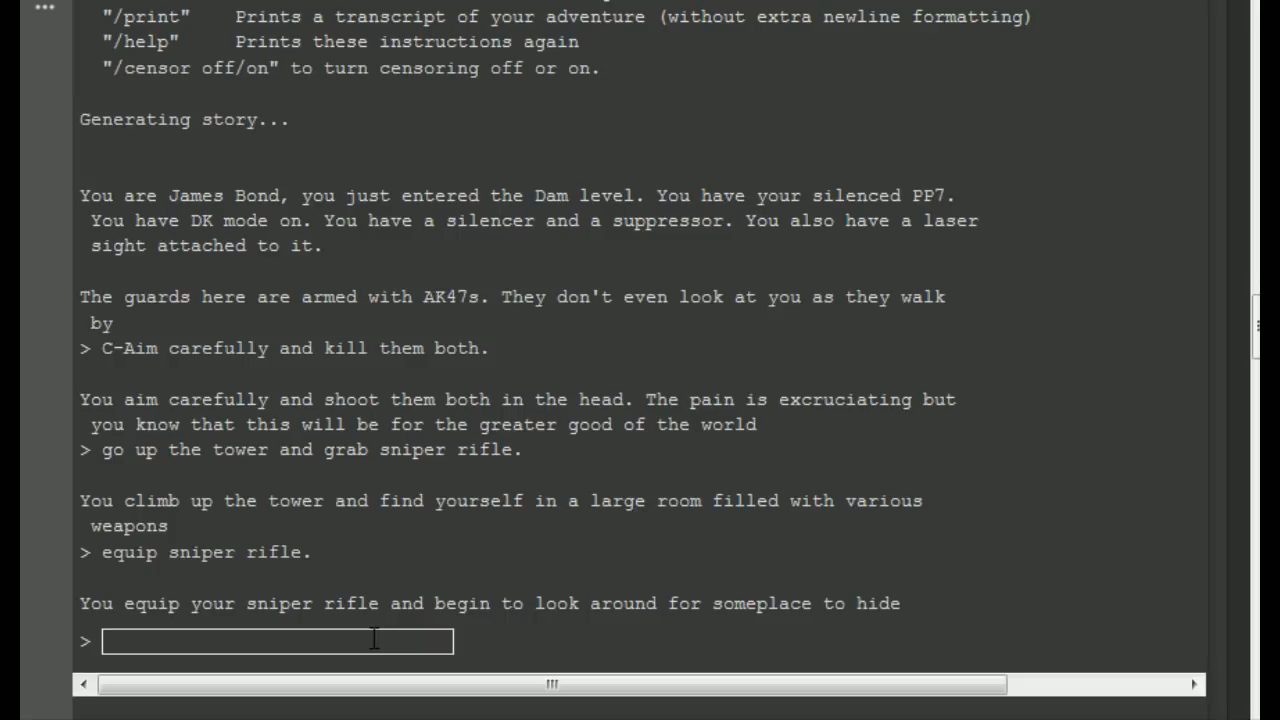 "/print" Prints a transcript of your adventure (without extra newline formatting)
"/help" Prints these instructions again
"/censor off/on" to turn censoring off or on.
Generating story...
You are James Bond, you just entered the Dam level. You have your silenced PP7.
You have DK mode on. You have a silencer and a suppressor. You also have a laser
sight attached to it.
The guards here are armed with AK47s. They don't even look at you as they walk
by
> C-Aim carefully and kill them both.
You aim carefully and shoot them both in the head. The pain is excruciating but
you know that this will be for the greater good of the world
> go up the tower and grab sniper rifle.
You climb up the tower and find yourself in a large room filled with various
weapons
> equip sniper rifle.
You equip your sniper rifle and begin to look around for someplace to hide
>